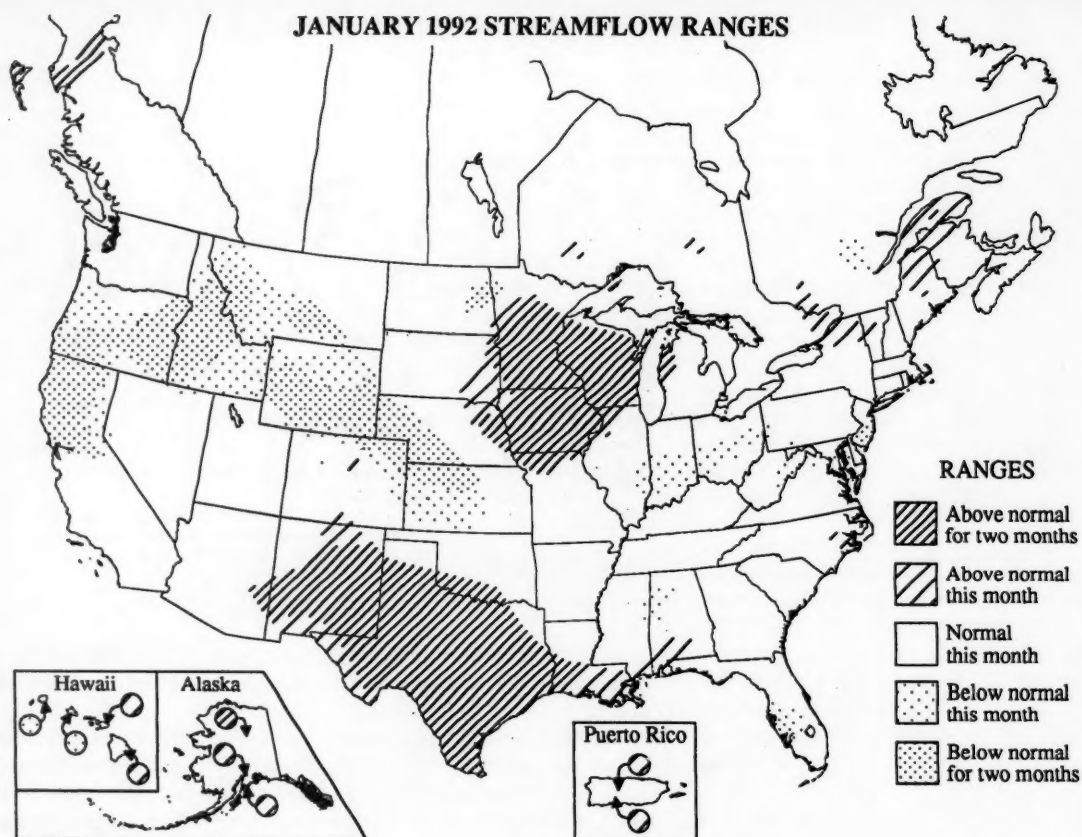 JANUARY 1992 STREAMFLOW RANGES
RANGES
Above normal
for two months
Above normal
this month
Normal
this month
Below normal
this month
Below normal
for two months
Hawaii
Alaska
Puerto Rico